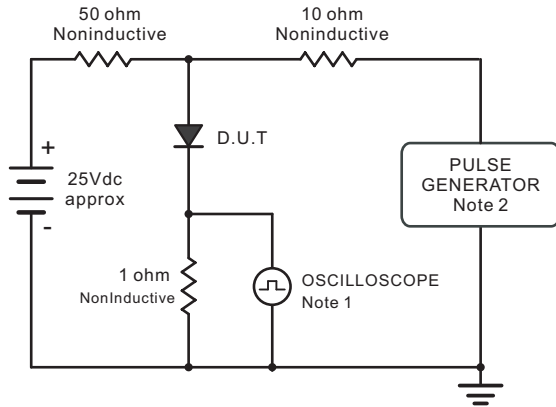 50 ohm
Noninductive
10 ohm
Noninductive
D.U.T
+
25Vdc
approx
-
PULSE
GENERATOR
Note 2
1 ohm
NonInductive
OSCILLOSCOPE
Note 1